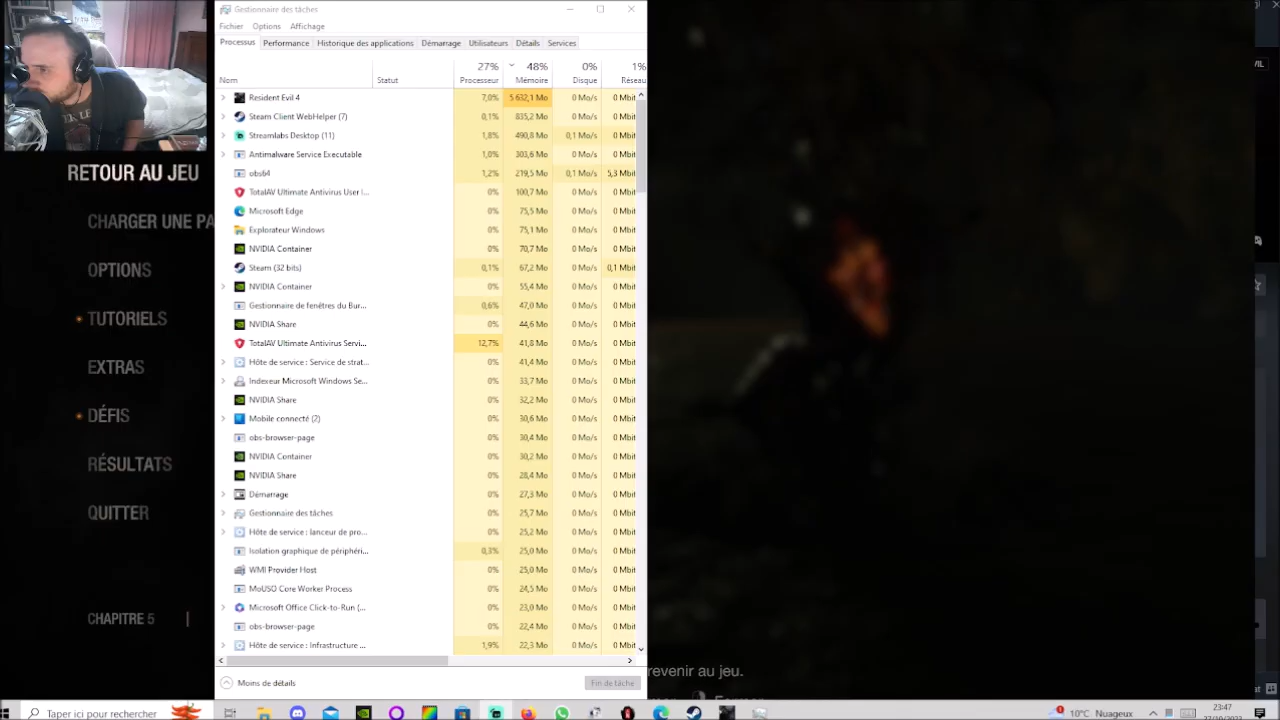 Gestionnaire des tâches
Fichier Options Affichage
Processus Performance Historique des applications Démarrage Utilisateurs Détails Services
27% 48% 0% 1%
Nom Statut Processeur Mémoire Disque Réseau
Resident Evil 4 7,0% 5 632,1 Mo 0 Mo/s 0 Mbit
Steam Client WebHelper (7) 0,1% 835,2 Mo 0 Mo/s 0 Mbit
Streamlabs Desktop (11) 1,8% 490,8 Mo 0,1 Mo/s 0 Mbit
Antimalware Service Executable 1,0% 303,6 Mo 0 Mo/s 0 Mbit
obs64 1,2% 219,5 Mo 0,1 Mo/s 5,3 Mbit
TotalAV Ultimate Antivirus User I... 0% 100,7 Mo 0 Mo/s 0 Mbit
Microsoft Edge 0% 75,5 Mo 0 Mo/s 0 Mbit
Explorateur Windows 0% 75,1 Mo 0 Mo/s 0 Mbit
NVIDIA Container 0% 70,7 Mo 0 Mo/s 0 Mbit
Steam (32 bits) 0,1% 67,2 Mo 0 Mo/s 0,1 Mbit
NVIDIA Container 0% 55,4 Mo 0 Mo/s 0 Mbit
Gestionnaire de fenêtres du Bur... 0,6% 47,0 Mo 0 Mo/s 0 Mbit
NVIDIA Share 0% 44,6 Mo 0 Mo/s 0 Mbit
TotalAV Ultimate Antivirus Servi... 12,7% 41,8 Mo 0 Mo/s 0 Mbit
Hôte de service : Service de strat... 0% 41,4 Mo 0 Mo/s 0 Mbit
Indexeur Microsoft Windows Se... 0% 33,7 Mo 0 Mo/s 0 Mbit
NVIDIA Share 0% 32,2 Mo 0 Mo/s 0 Mbit
Mobile connecté (2) 0% 30,6 Mo 0 Mo/s 0 Mbit
obs-browser-page 0% 30,4 Mo 0 Mo/s 0 Mbit
NVIDIA Container 0% 30,2 Mo 0 Mo/s 0 Mbit
NVIDIA Share 0% 28,4 Mo 0 Mo/s 0 Mbit
Démarrage 0% 27,3 Mo 0 Mo/s 0 Mbit
Gestionnaire des tâches 0% 25,7 Mo 0 Mo/s 0 Mbit
Hôte de service : lanceur de pro... 0% 25,2 Mo 0 Mo/s 0 Mbit
Isolation graphique de périphéri... 0,3% 25,0 Mo 0 Mo/s 0 Mbit
WMI Provider Host 0% 25,0 Mo 0 Mo/s 0 Mbit
MoUSO Core Worker Process 0% 24,5 Mo 0 Mo/s 0 Mbit
Microsoft Office Click-to-Run (... 0% 23,0 Mo 0 Mo/s 0 Mbit
obs-browser-page 0% 22,4 Mo 0 Mo/s 0 Mbit
Hôte de service : Infrastructure ... 1,9% 22,3 Mo 0 Mo/s 0 Mbit
Moins de détails Fin de tâche
RETOUR AU JEU
CHARGER UNE PA
OPTIONS
TUTORIELS
EXTRAS
DÉFIS
RÉSULTATS
QUITTER
CHAPITRE 5
revenir au jeu.
Fermer
Taper ici pour rechercher
10°C Nuageux
23:47